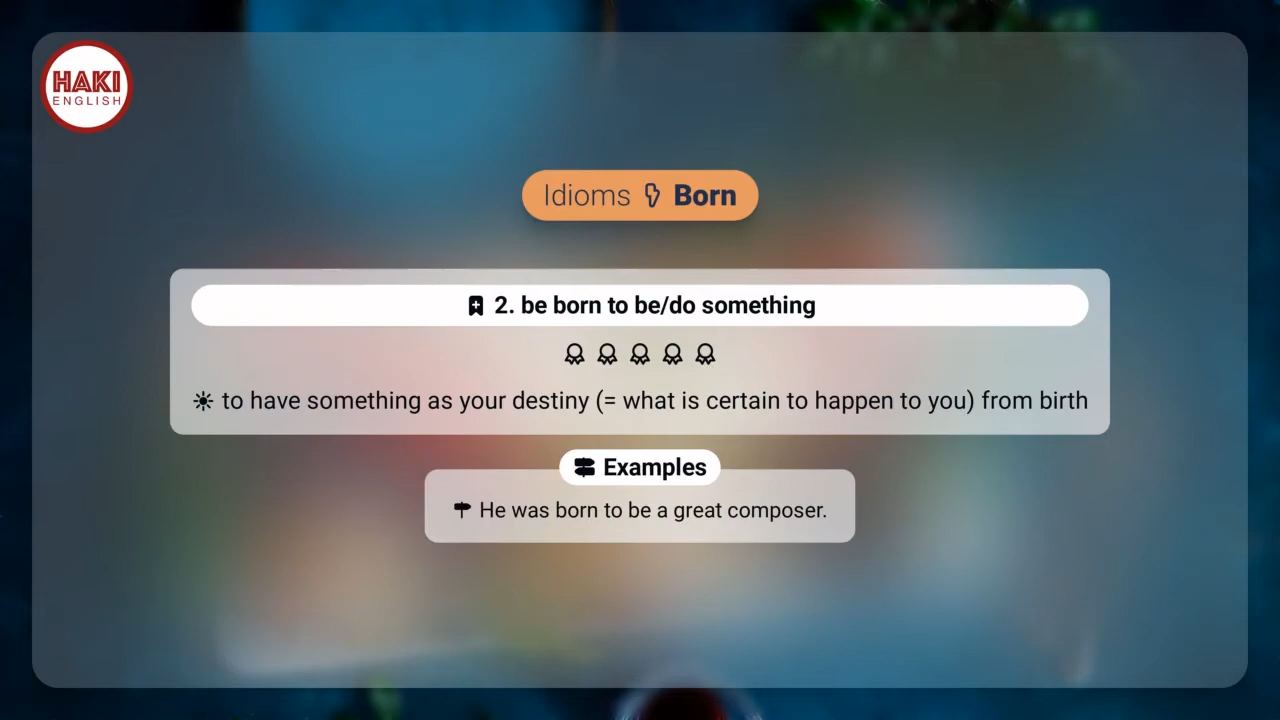 HAKI
ENGLISH
Idioms Born
2. be born to be/do something
to have something as your destiny (= what is certain to happen to you) from birth
Examples
He was born to be a great composer.